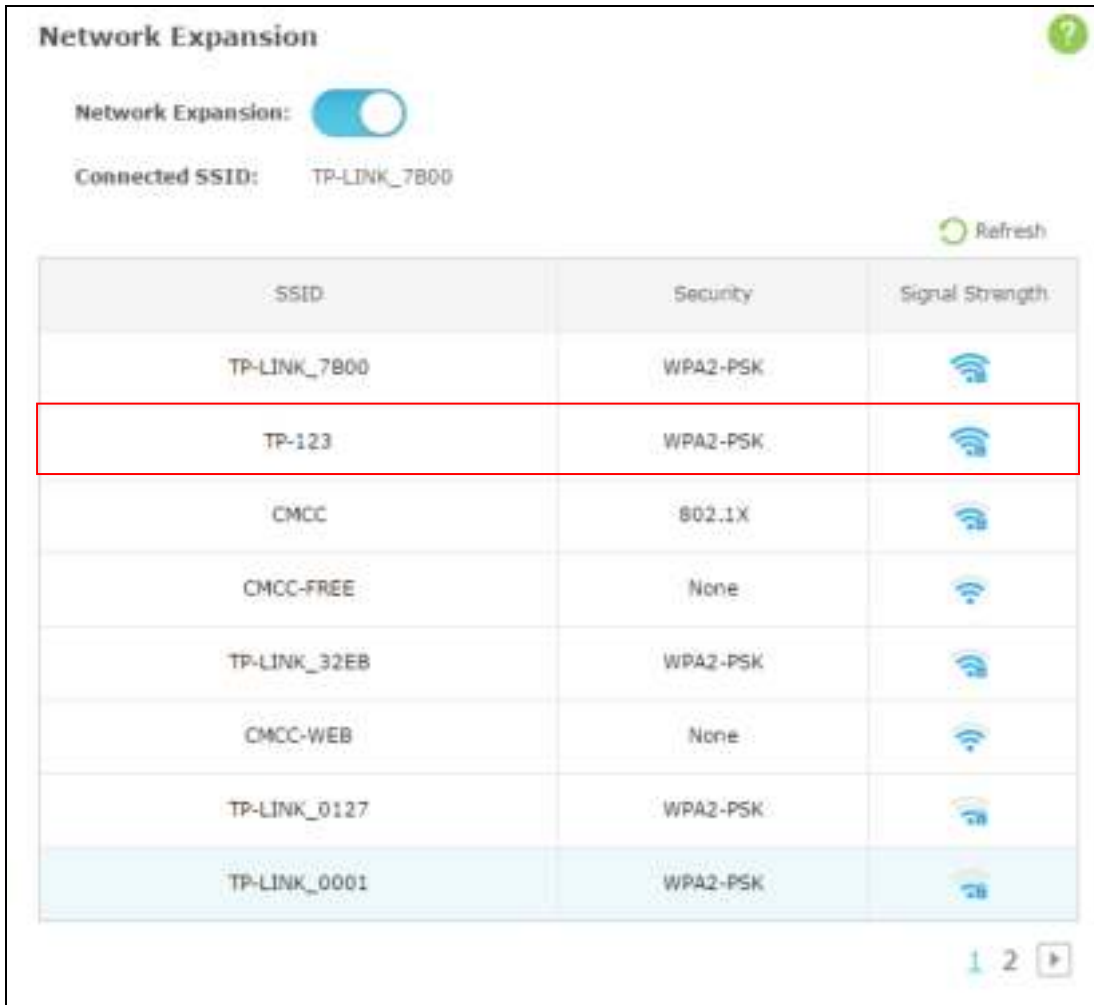 Network Expansion
?
Network Expansion:
Connected SSID: TP-LINK_7B00
Refresh
SSID Security Signal Strength
TP-LINK_7B00 WPA2-PSK
TP-123 WPA2-PSK
CMCC 802.1X
CMCC-FREE None
TP-LINK_32EB WPA2-PSK
CMCC-WEB None
TP-LINK_0127 WPA2-PSK
TP-LINK_0001 WPA2-PSK
1 2